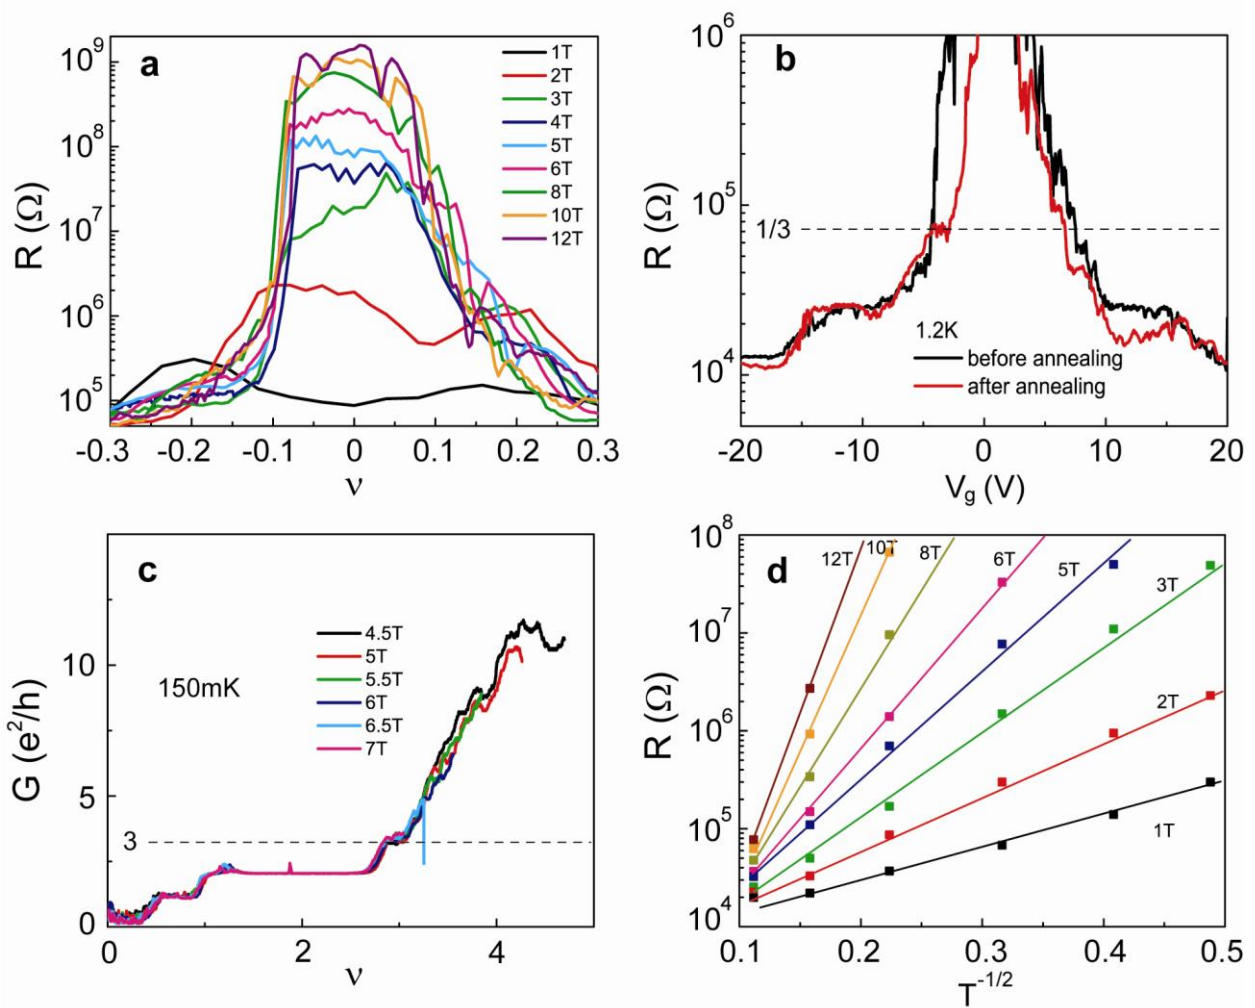 a
10⁹
10⁸
10⁷
10⁶
10⁵
R (Ω)
1T
2T
3T
4T
5T
6T
8T
10T
12T
-0.3 -0.2 -0.1 0 0.1 0.2 0.3
ν
b
10⁶
10⁵
10⁴
R (Ω)
1/3
1.2K
before annealing
after annealing
-20 -10 0 10 20
V_g (V)
c
10
5
0
G (e²/h)
150mK
3
4.5T
5T
5.5T
6T
6.5T
7T
0 2 4
ν
d
10⁸
10⁷
10⁶
10⁵
10⁴
R (Ω)
12T
10T
8T
6T
5T
3T
2T
1T
0.1 0.2 0.3 0.4 0.5
T⁻¹ᐟ²